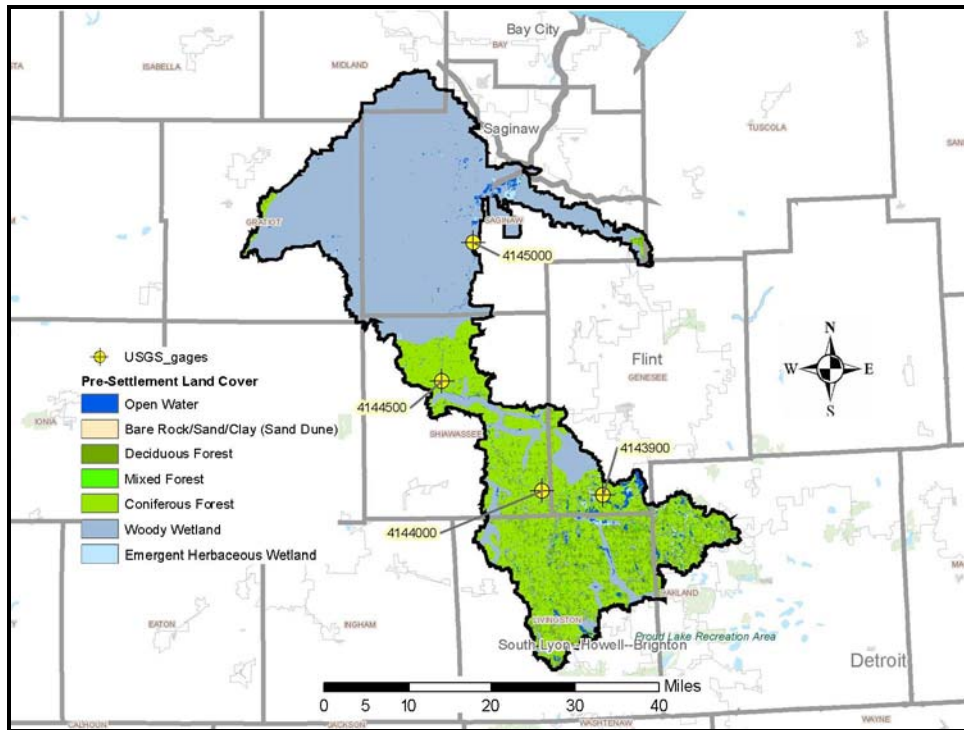 Bay City
BAY
ISABELLA
MIDLAND
TUSCOLA
Saginaw
GRATIOT
SAGINAW
4145000
N
W
E
S
Flint
GENESEE
USGS_gages
Pre-Settlement Land Cover
Open Water
Bare Rock/Sand/Clay (Sand Dune)
Deciduous Forest
Mixed Forest
Coniferous Forest
Woody Wetland
Emergent Herbaceous Wetland
4144500
IONIA
SHIAWASSEE
4143900
4144000
OAKLAND
EATON
INGHAM
LIVINGSTON
South Lyon--Howell--Brighton
Proud Lake Recreation Area
Detroit
Miles
0 5 10 20 30 40
CALHOUN
JACKSON
WASHTENAW
WAYNE